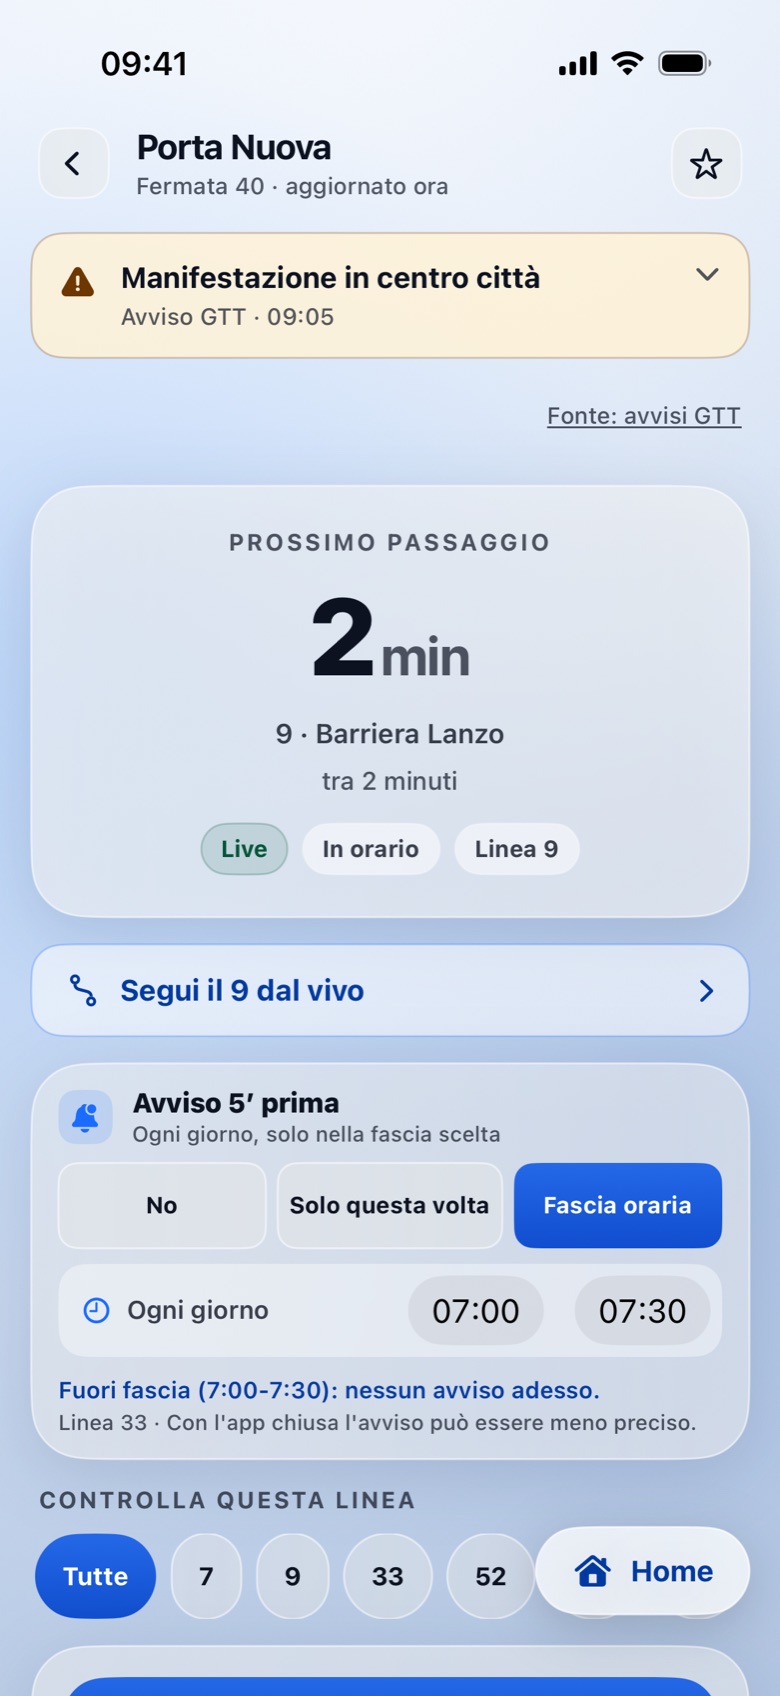 09:41
Porta Nuova
Fermata 40 · aggiornato ora
Manifestazione in centro città
Avviso GTT · 09:05
Fonte: avvisi GTT
PROSSIMO PASSAGGIO
2 min
9 · Barriera Lanzo
tra 2 minuti
Live In orario Linea 9
Segui il 9 dal vivo
Avviso 5’ prima
Ogni giorno, solo nella fascia scelta
No Solo questa volta Fascia oraria
Ogni giorno 07:00 07:30
Fuori fascia (7:00-7:30): nessun avviso adesso.
Linea 33 · Con l'app chiusa l'avviso può essere meno preciso.
CONTROLLA QUESTA LINEA
Tutte 7 9 33 52 Home